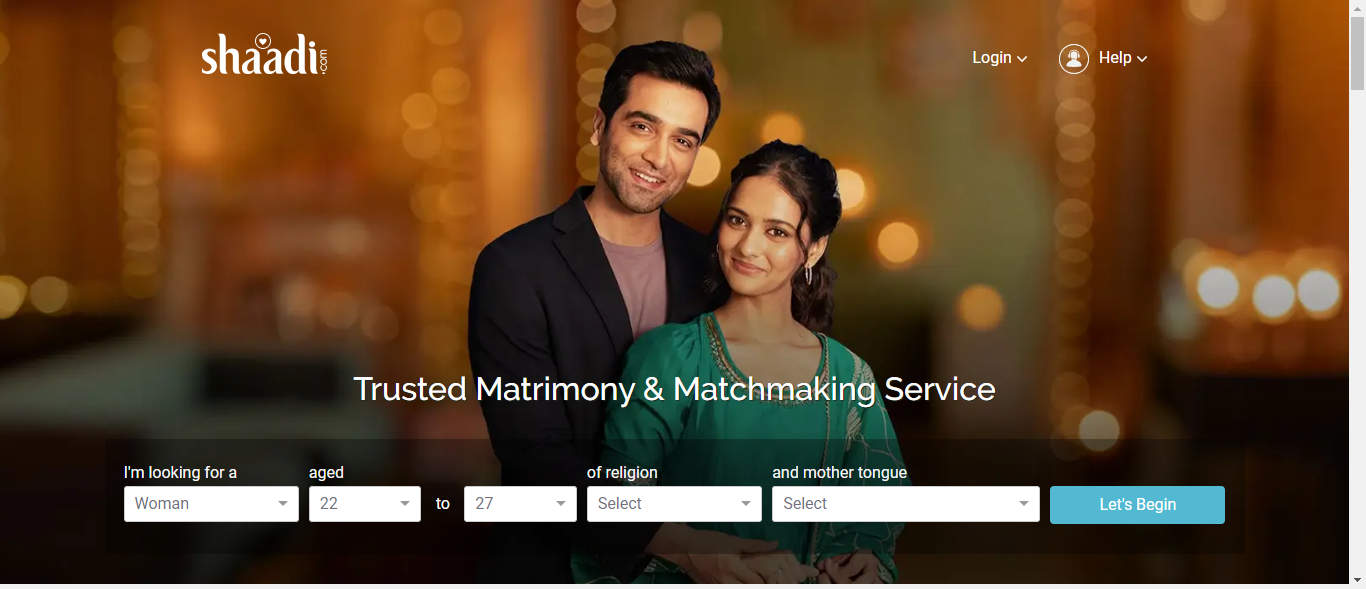 shaadi.com
Login
Help
Trusted Matrimony & Matchmaking Service
I'm looking for a
aged
of religion
and mother tongue
Woman
22
to
27
Select
Select
Let's Begin